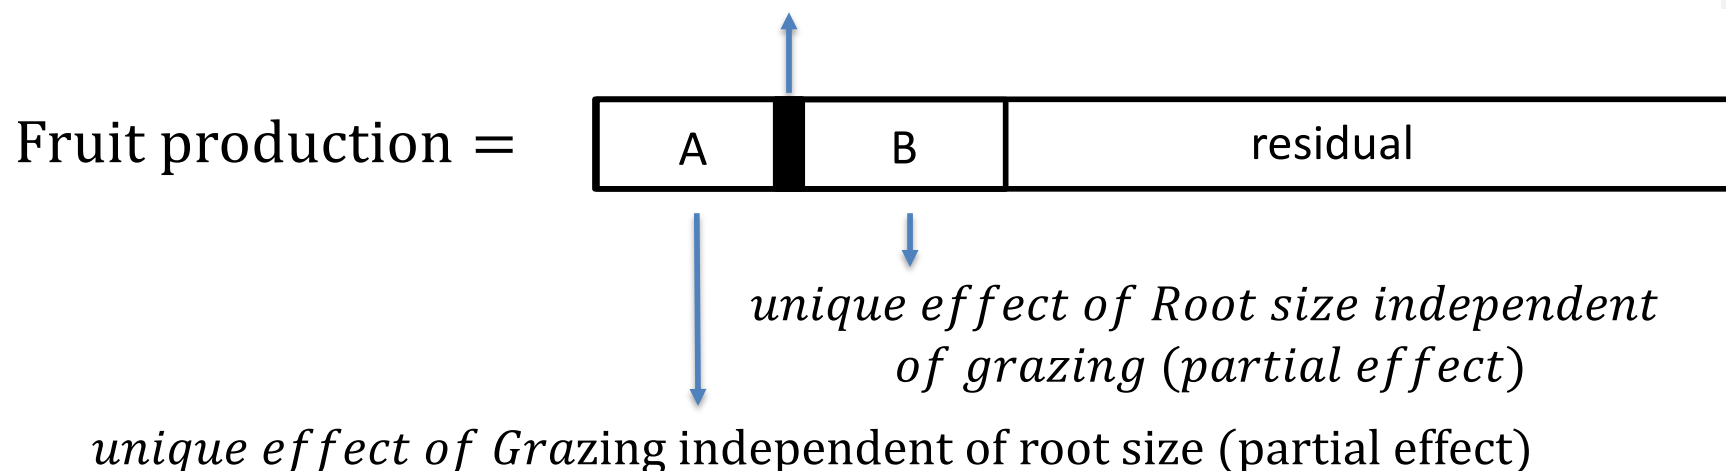 Fruit production = A B residual
unique effect of Root size independent
of grazing (partial effect)
unique effect of Grazing independent of root size (partial effect)